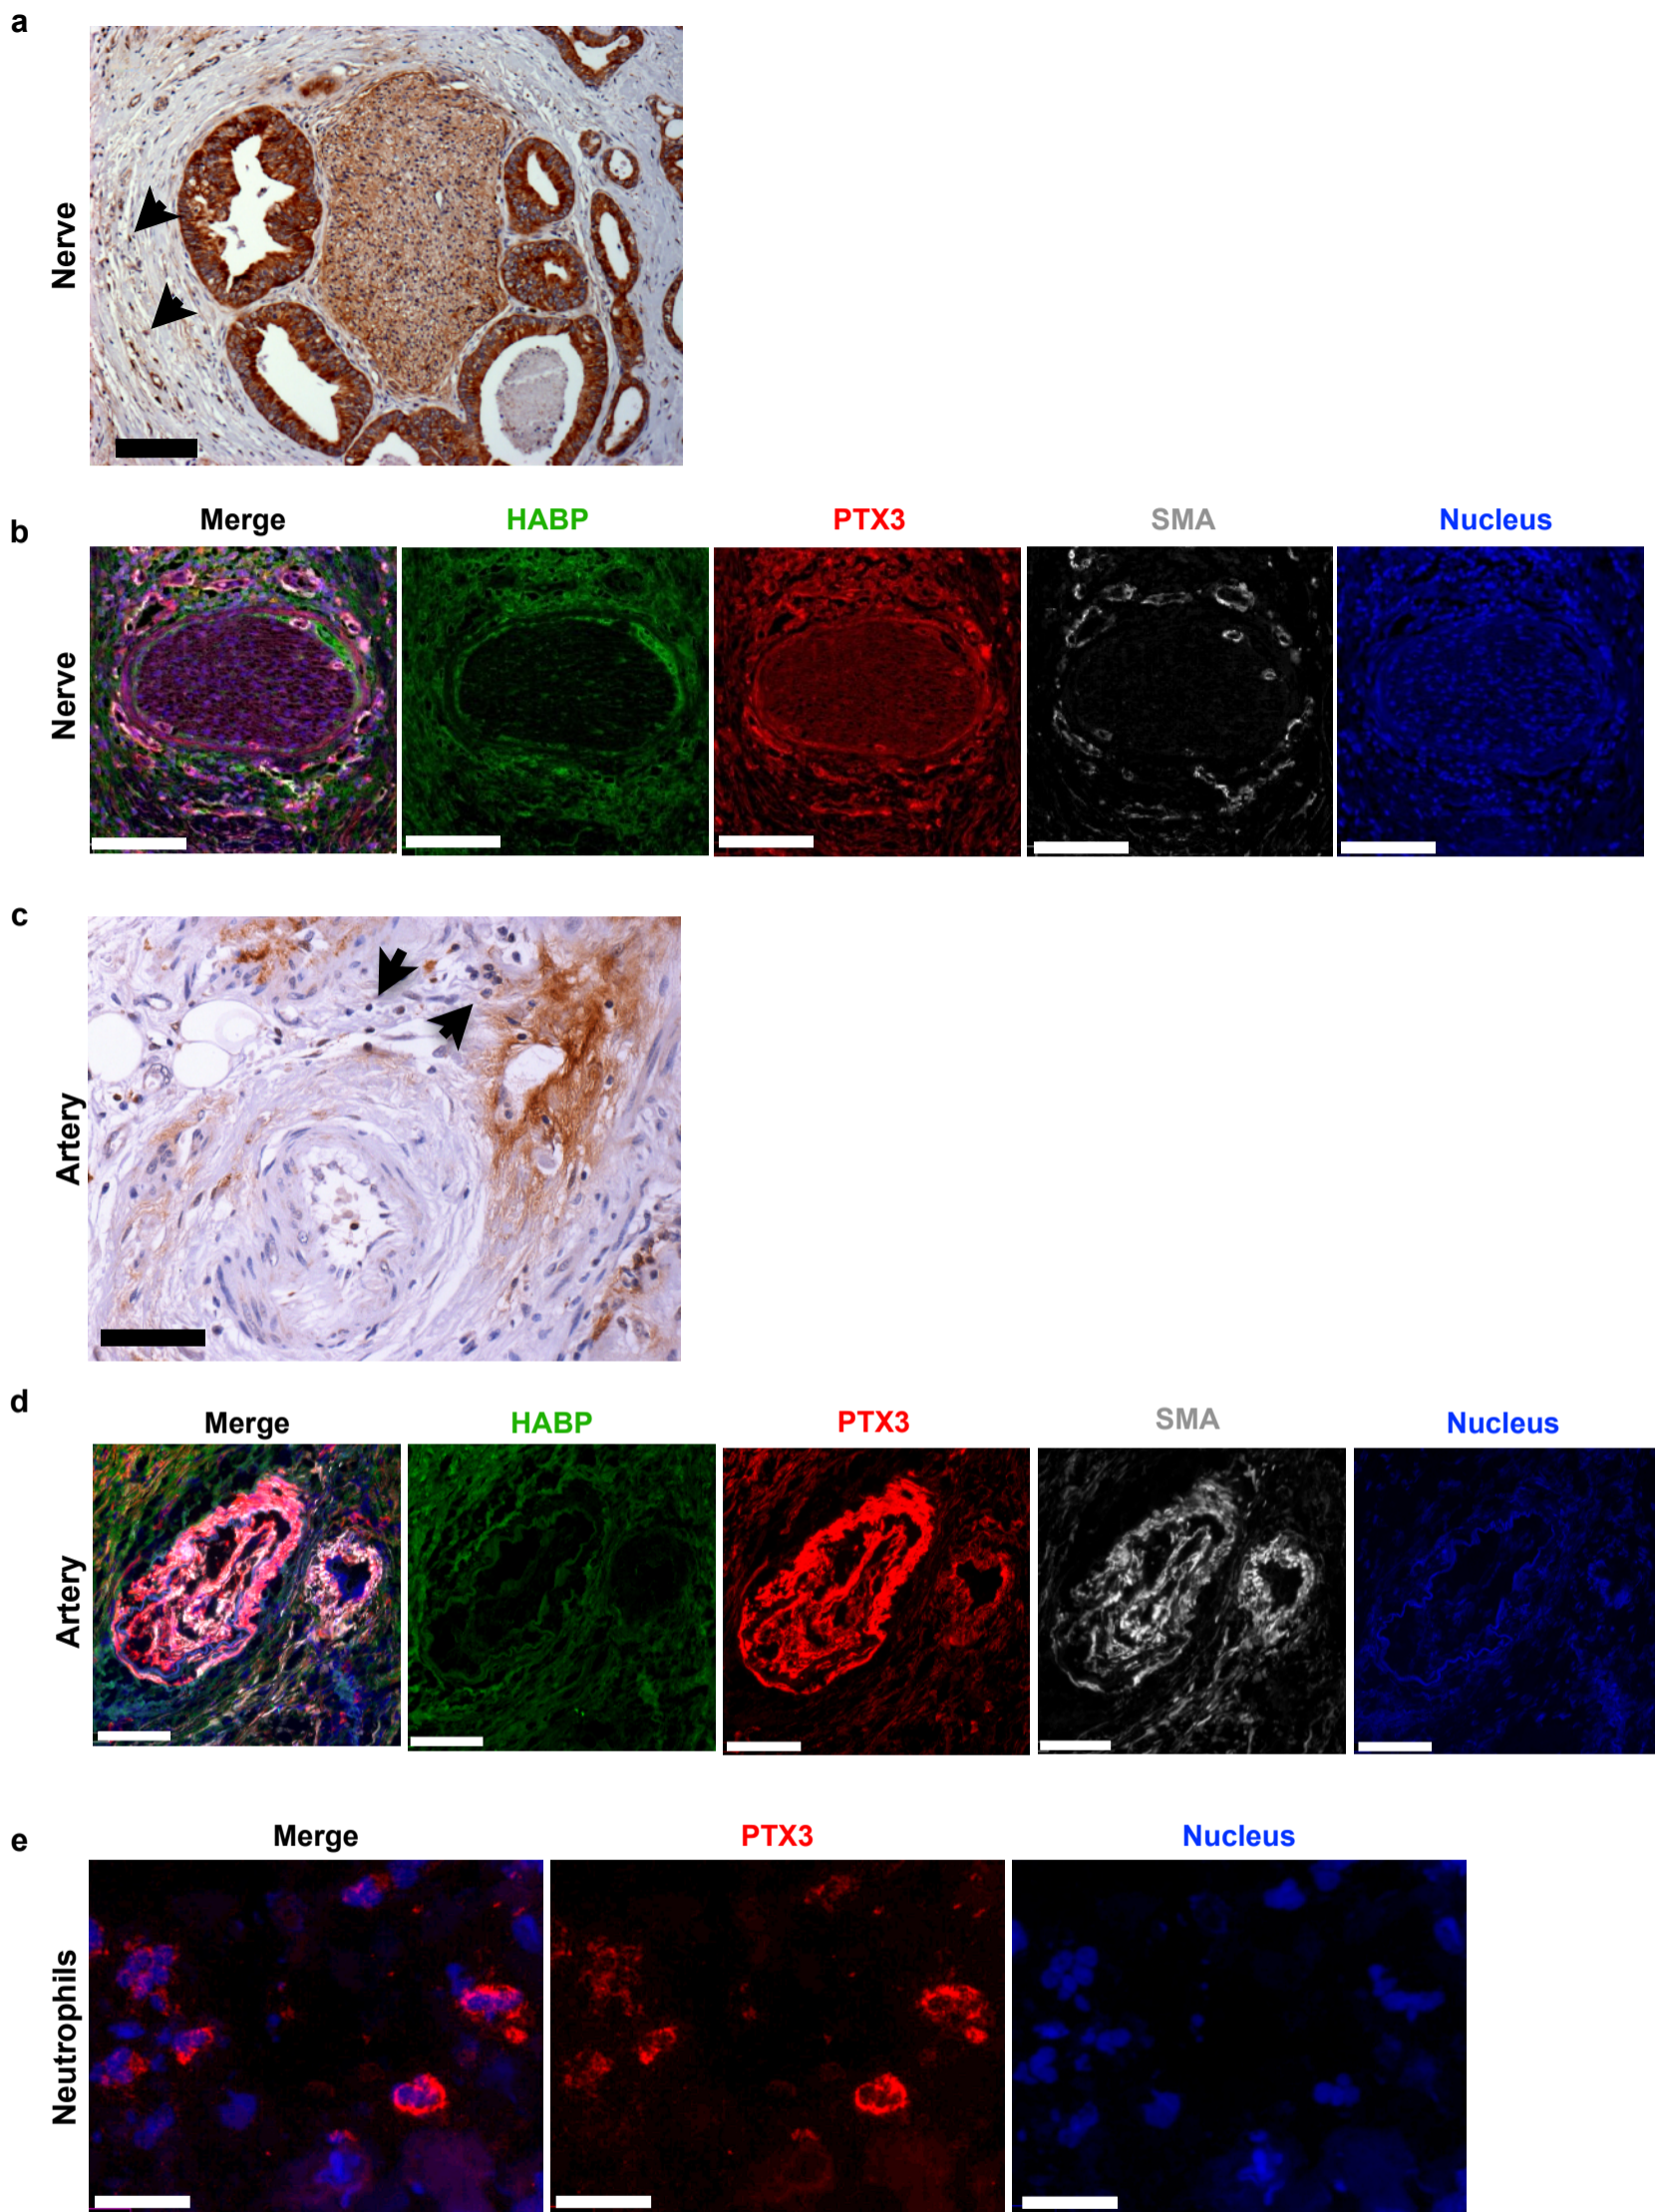 a
Nerve
b
Merge HABP PTX3 SMA Nucleus
Nerve
c
Artery
d
Merge HABP PTX3 SMA Nucleus
Artery
e
Merge PTX3 Nucleus
Neutrophils